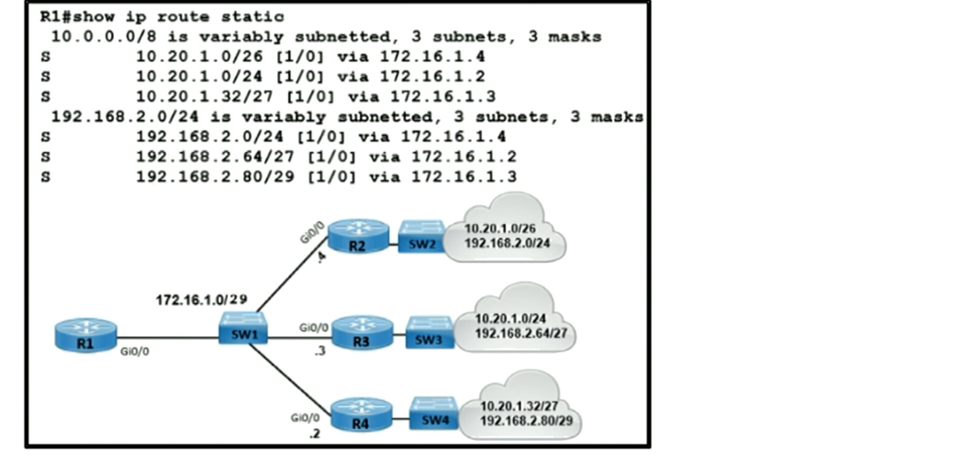 R1#show ip route static
10.0.0.0/8 is variably subnetted, 3 subnets, 3 masks
S 10.20.1.0/26 [1/0] via 172.16.1.4
S 10.20.1.0/24 [1/0] via 172.16.1.2
S 10.20.1.32/27 [1/0] via 172.16.1.3
192.168.2.0/24 is variably subnetted, 3 subnets, 3 masks
S 192.168.2.0/24 [1/0] via 172.16.1.4
S 192.168.2.64/27 [1/0] via 172.16.1.2
S 192.168.2.80/29 [1/0] via 172.16.1.3
Gi0/0
R2
.4
SW2
10.20.1.0/26
192.168.2.0/24
172.16.1.0/29
R1
Gi0/0
SW1
Gi0/0
.3
R3
SW3
10.20.1.0/24
192.168.2.64/27
Gi0/0
.2
R4
SW4
10.20.1.32/27
192.168.2.80/29